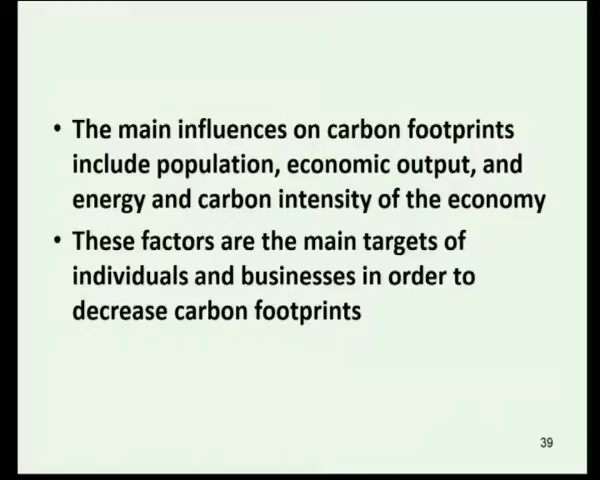 • The main influences on carbon footprints
include population, economic output, and
energy and carbon intensity of the economy
• These factors are the main targets of
individuals and businesses in order to
decrease carbon footprints
39